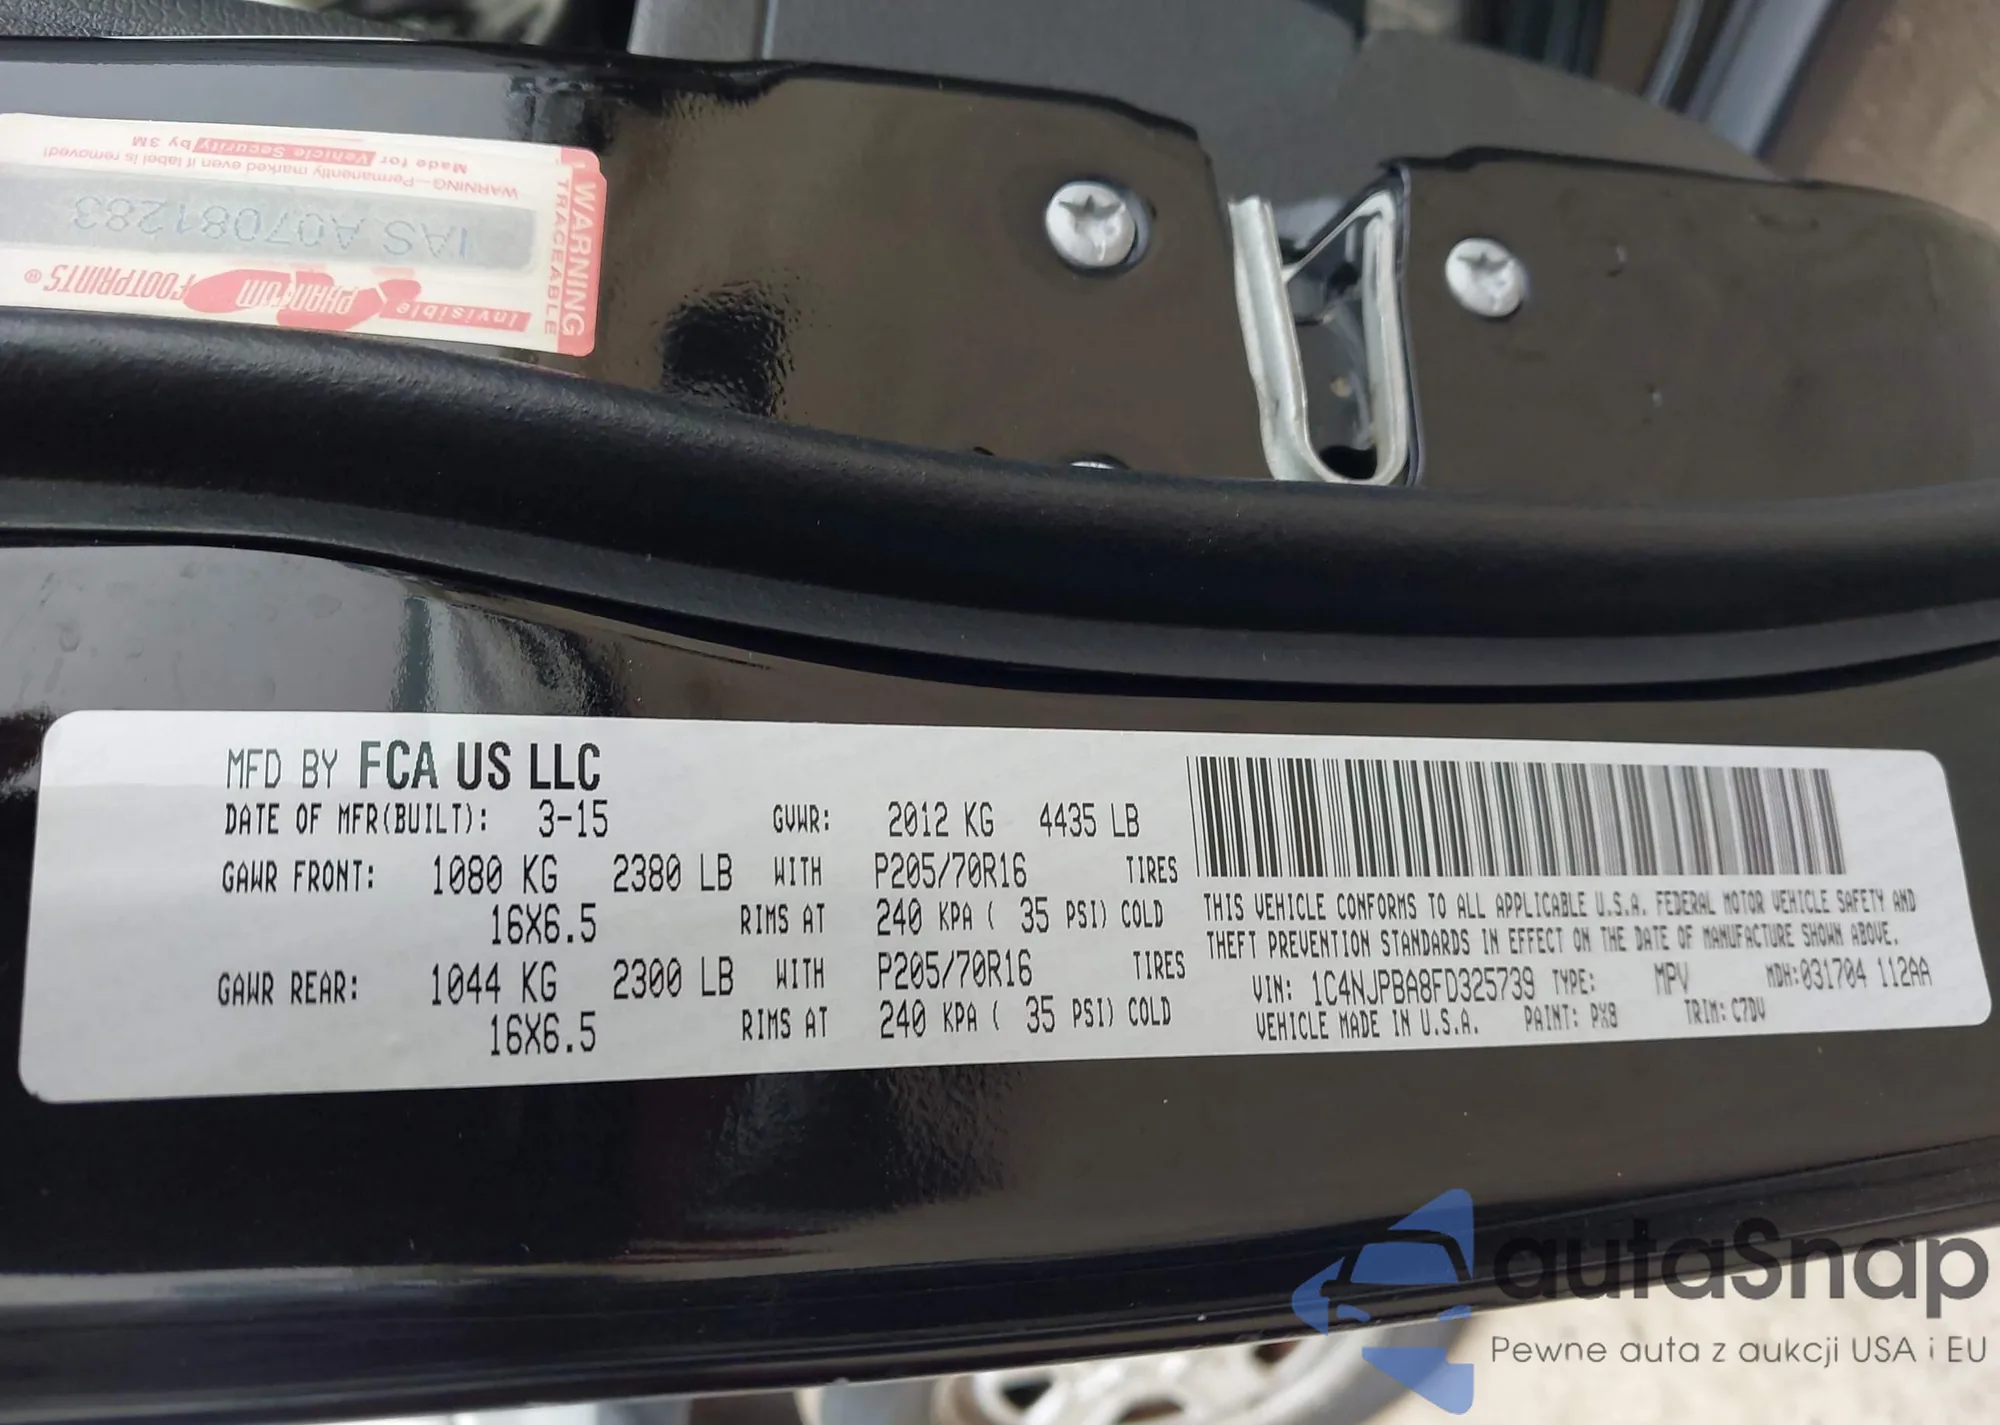 Made for Vehicle Security by 3M
WARNING—Permanently marked even if label is removed!
IAS A07081283
Invisible PHANTOM FOOTPRINTS®
WARNING
TRACEABLE
MFD BY FCA US LLC
DATE OF MFR(BUILT): 3-15 GVWR: 2012 KG 4435 LB
GAWR FRONT: 1080 KG 2380 LB WITH P205/70R16 TIRES
16X6.5 RIMS AT 240 KPA ( 35 PSI) COLD
GAWR REAR: 1044 KG 2300 LB WITH P205/70R16 TIRES
16X6.5 RIMS AT 240 KPA ( 35 PSI) COLD
THIS VEHICLE CONFORMS TO ALL APPLICABLE U.S.A. FEDERAL MOTOR VEHICLE SAFETY AND
THEFT PREVENTION STANDARDS IN EFFECT ON THE DATE OF MANUFACTURE SHOWN ABOVE.
VIN: 1C4NJPBA8FD325739 TYPE: MPV MDH:031704 112AA
VEHICLE MADE IN U.S.A. PAINT: PX8 TRIM: C7DV
autaSnap
Pewne auta z aukcji USA i EU